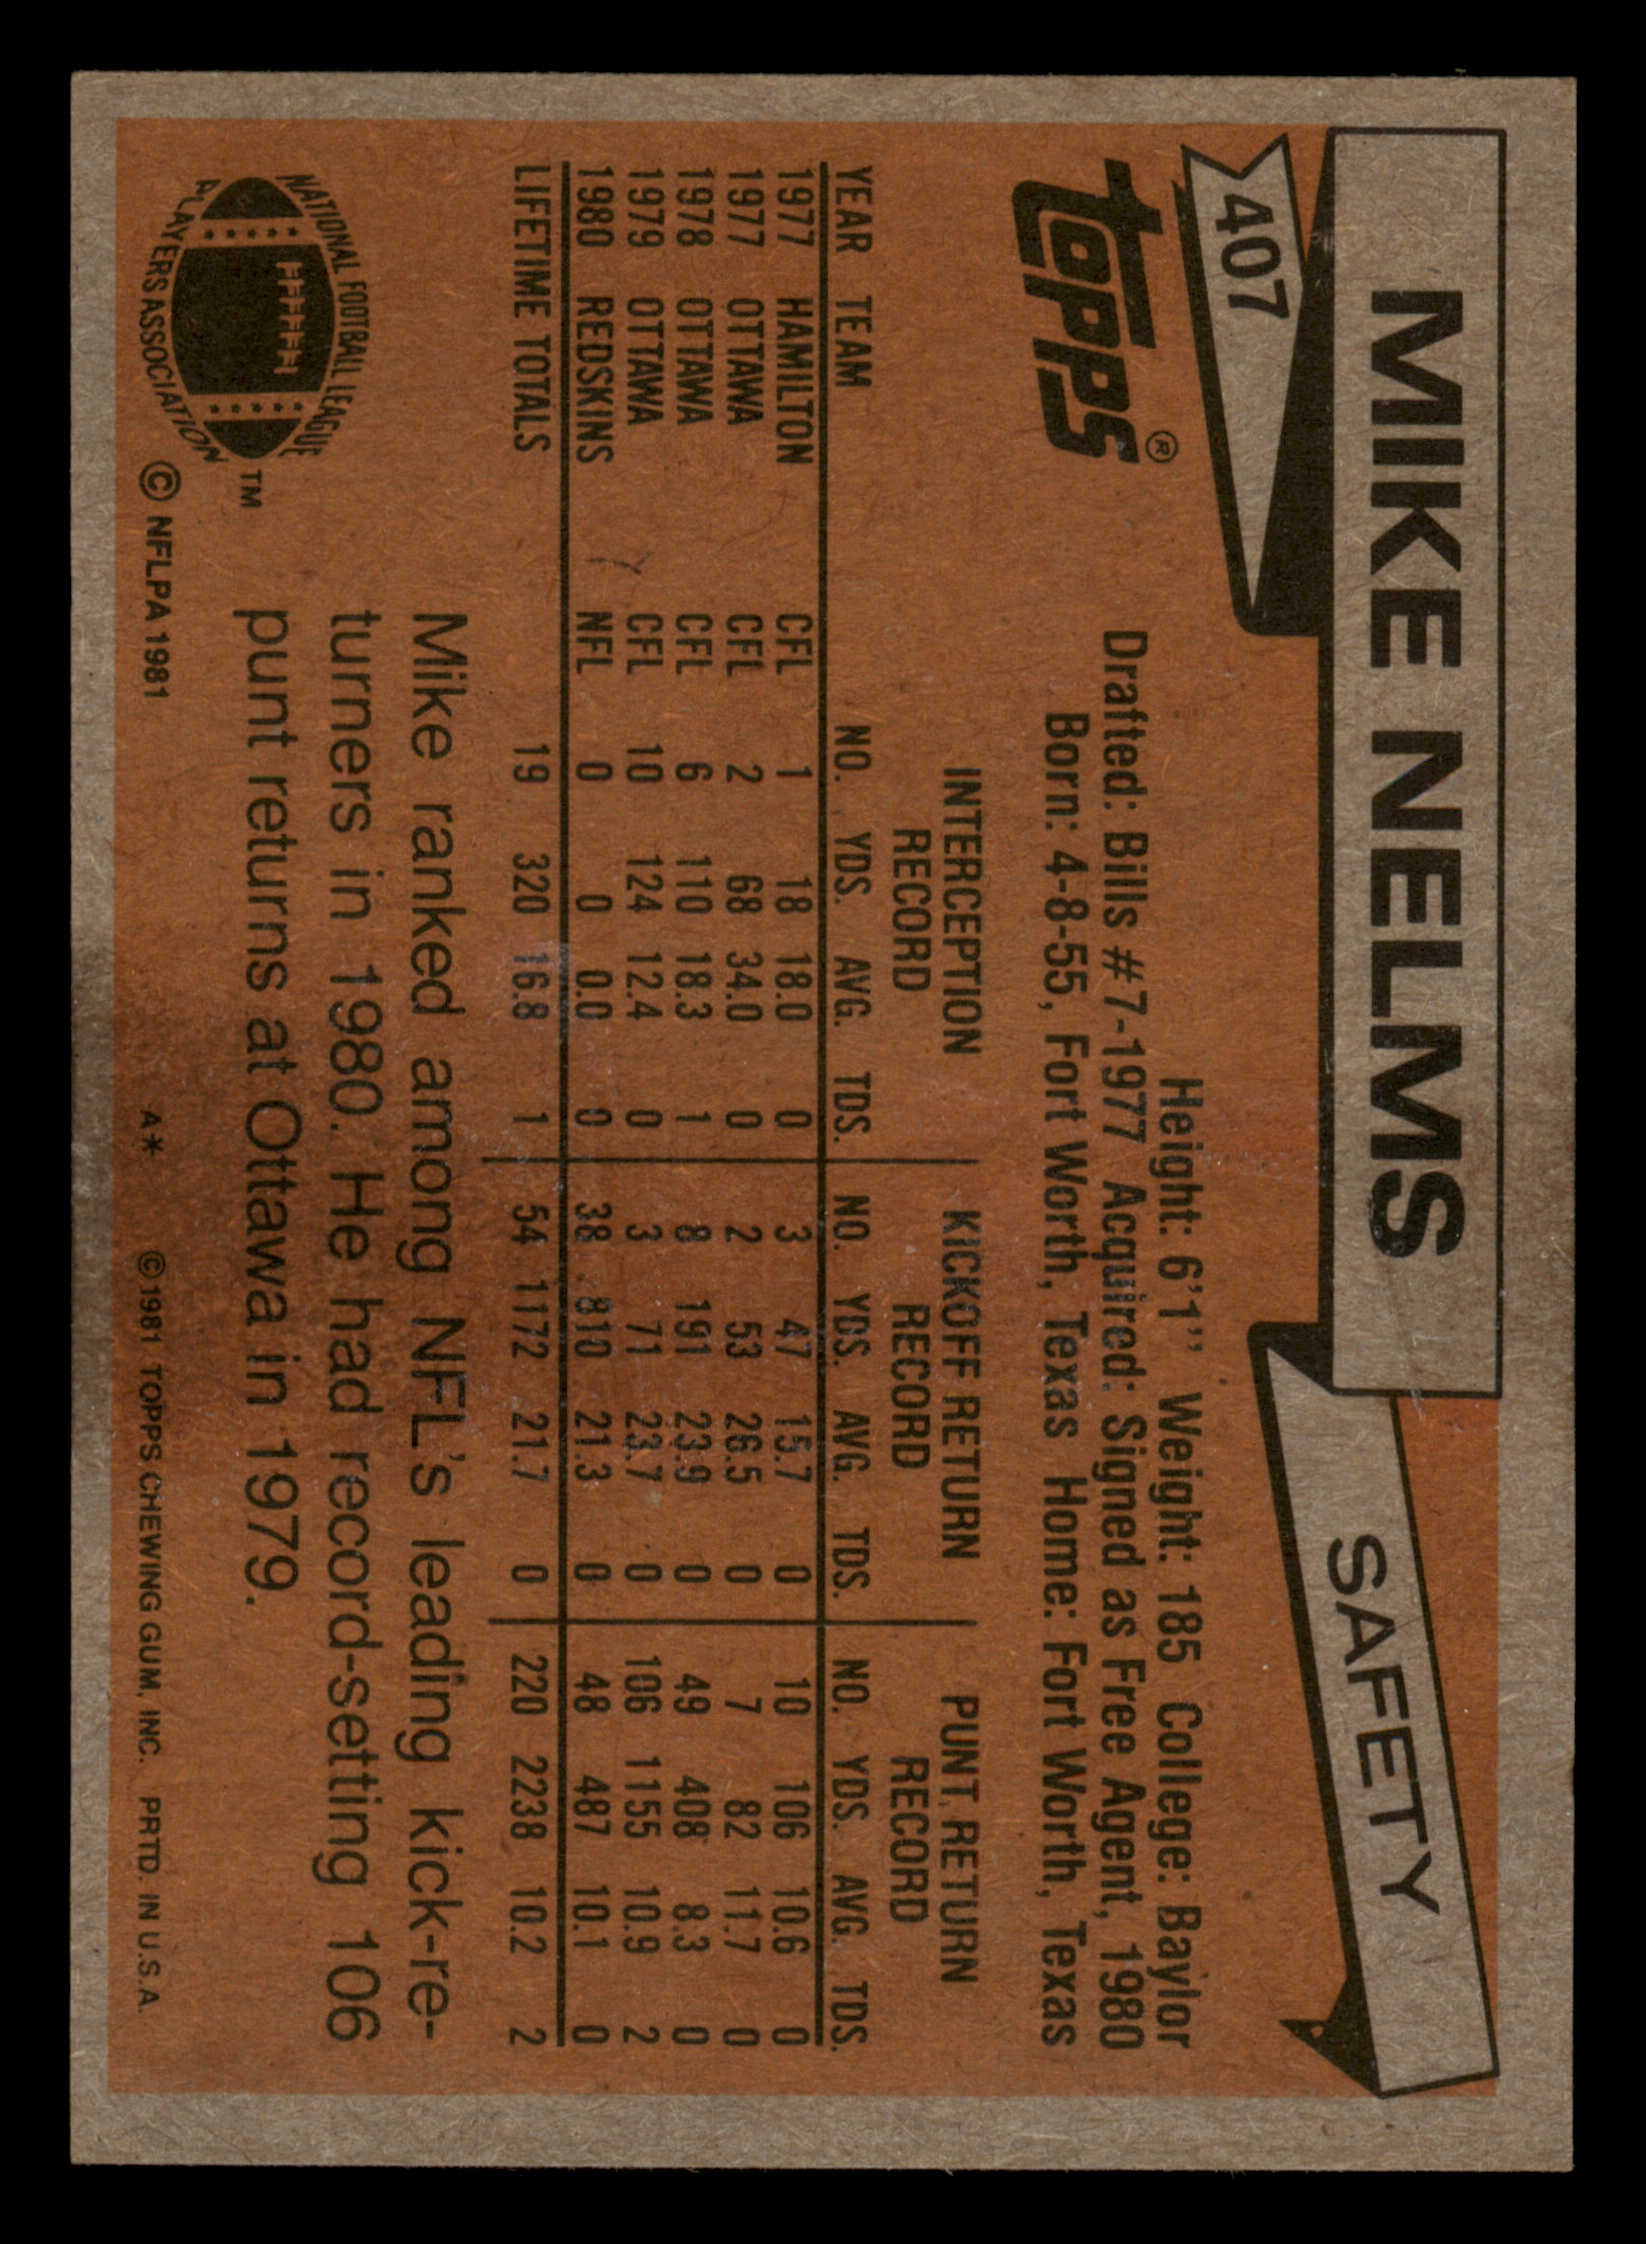 MIKE NELMS
SAFETY
407
TOPPS®
Height: 6'1'' Weight: 185 College: Baylor
Drafted: Bills #7-1977 Acquired: Signed as Free Agent, 1980
Born: 4-8-55, Fort Worth, Texas Home: Fort Worth, Texas
INTERCEPTION RECORD KICKOFF RETURN RECORD PUNT RETURN RECORD
YEAR TEAM NO. YDS. AVG. TDS. NO. YDS. AVG. TDS. NO. YDS. AVG. TDS.
1977 HAMILTON CFL 1 18 18.0 0 3 47 15.7 0 10 106 10.6 0
1977 OTTAWA CFL 2 68 34.0 0 2 53 26.5 0 7 82 11.7 0
1978 OTTAWA CFL 6 110 18.3 1 8 191 23.9 0 49 408 8.3 0
1979 OTTAWA CFL 10 124 12.4 0 3 71 23.7 0 106 1155 10.9 2
1980 REDSKINS NFL 0 0 0.0 0 38 810 21.3 0 48 487 10.1 0
LIFETIME TOTALS 19 320 16.8 1 54 1172 21.7 0 220 2238 10.2 2
Mike ranked among NFL's leading kick-re-
turners in 1980. He had record-setting 106
punt returns at Ottawa in 1979.
NATIONAL FOOTBALL LEAGUE
PLAYERS ASSOCIATION
TM
© NFLPA 1981
A* ©1981 TOPPS CHEWING GUM, INC. PRTD. IN U.S.A.